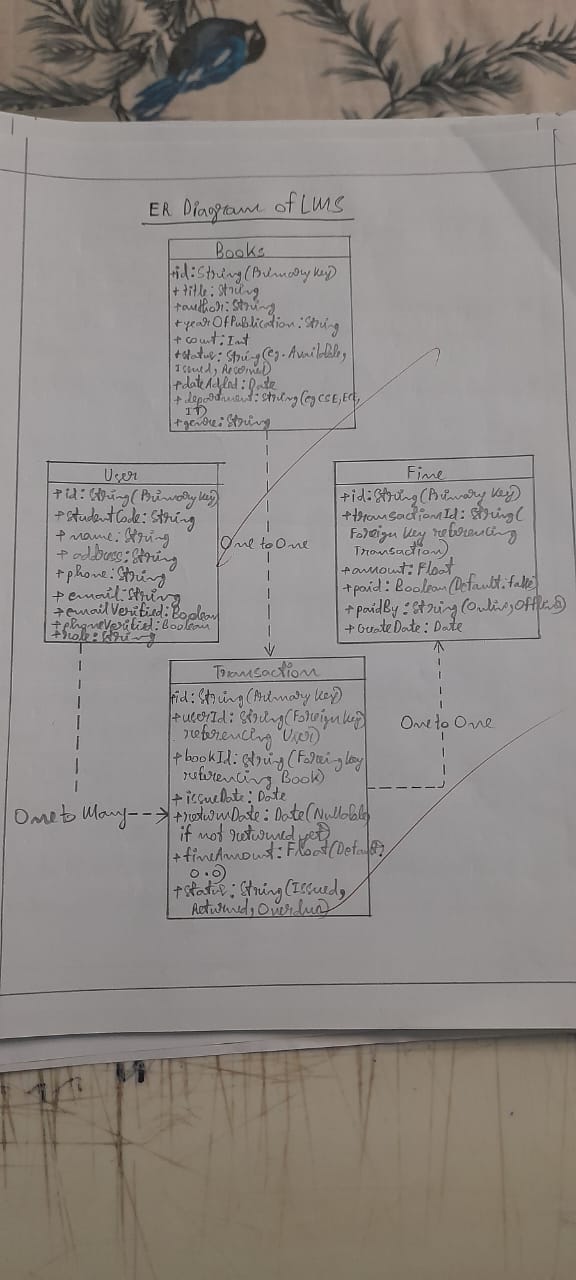 ER Diagram of LMS
Books
+id: String (Primary Key)
+ title: String
+author: String
+ yearOfPublication: String
+ count: Int
+status: String (eg. Available,
Issued, Reserved)
+dateAdded: Date
+ department: String (eg CSE, ECE,
IT)
+genre: String
User
+id: String (Primary Key)
+studentCode: String
+ name: String
+ address: String
+phone: String
+ email: String
+emailVerified: Boolean
+phoneVerified: Boolean
+role: String
Fine
+id: String (Primary Key)
+transactionId: String (
Foreign Key referencing
Transaction)
+amount: Float
+paid: Boolean (Default: false)
+paidBy: String (Online, Offline)
+ createDate: Date
One to One
Transaction
+id: String (Primary Key)
+userId: String (Foreign Key
referencing User)
+bookId: String (Foreing Key
referencing Book)
+issueDate: Date
+returnDate: Date (Nullable
if not returned yet)
+fineAmount: Float (Default
0.0)
+status: String (Issued,
Returned, Overdue)
One to One
One to Many